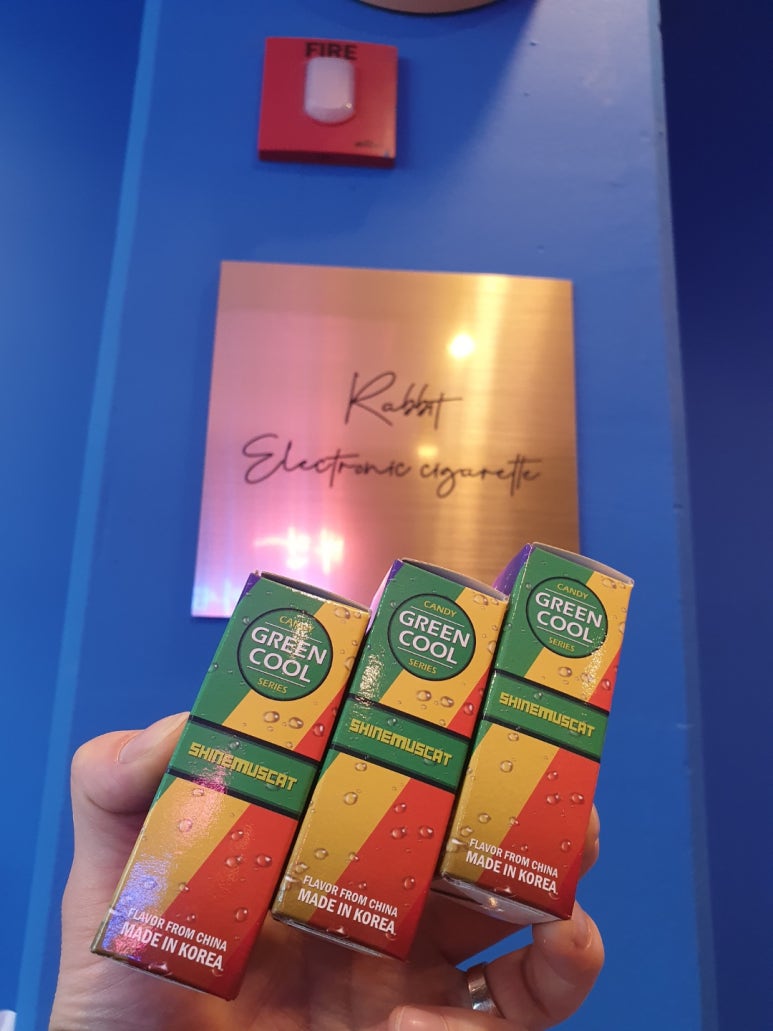 FIRE
Rabbit
Electronic cigarette
CANDY
GREEN
COOL
SERIES
SHINEMUSCAT
FLAVOR FROM CHINA
MADE IN KOREA
CANDY
GREEN
COOL
SERIES
SHINEMUSCAT
FLAVOR FROM CHINA
MADE IN KOREA
CANDY
GREEN
COOL
SERIES
SHINEMUSCAT
FLAVOR FROM CHINA
MADE IN KOREA